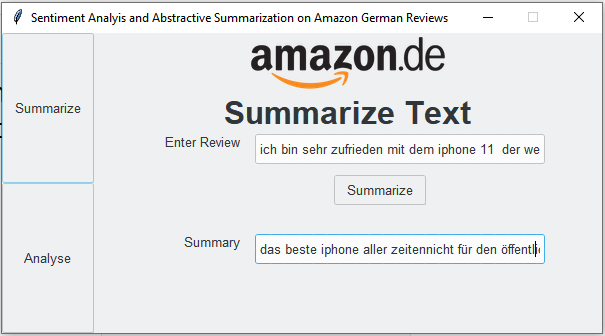 Sentiment Analyis and Abstractive Summarization on Amazon German Reviews
amazon.de
Summarize Text
Summarize
Enter Review
ich bin sehr zufrieden mit dem iphone 11 der we
Summarize
Summary
das beste iphone aller zeitennicht für den
Analyse